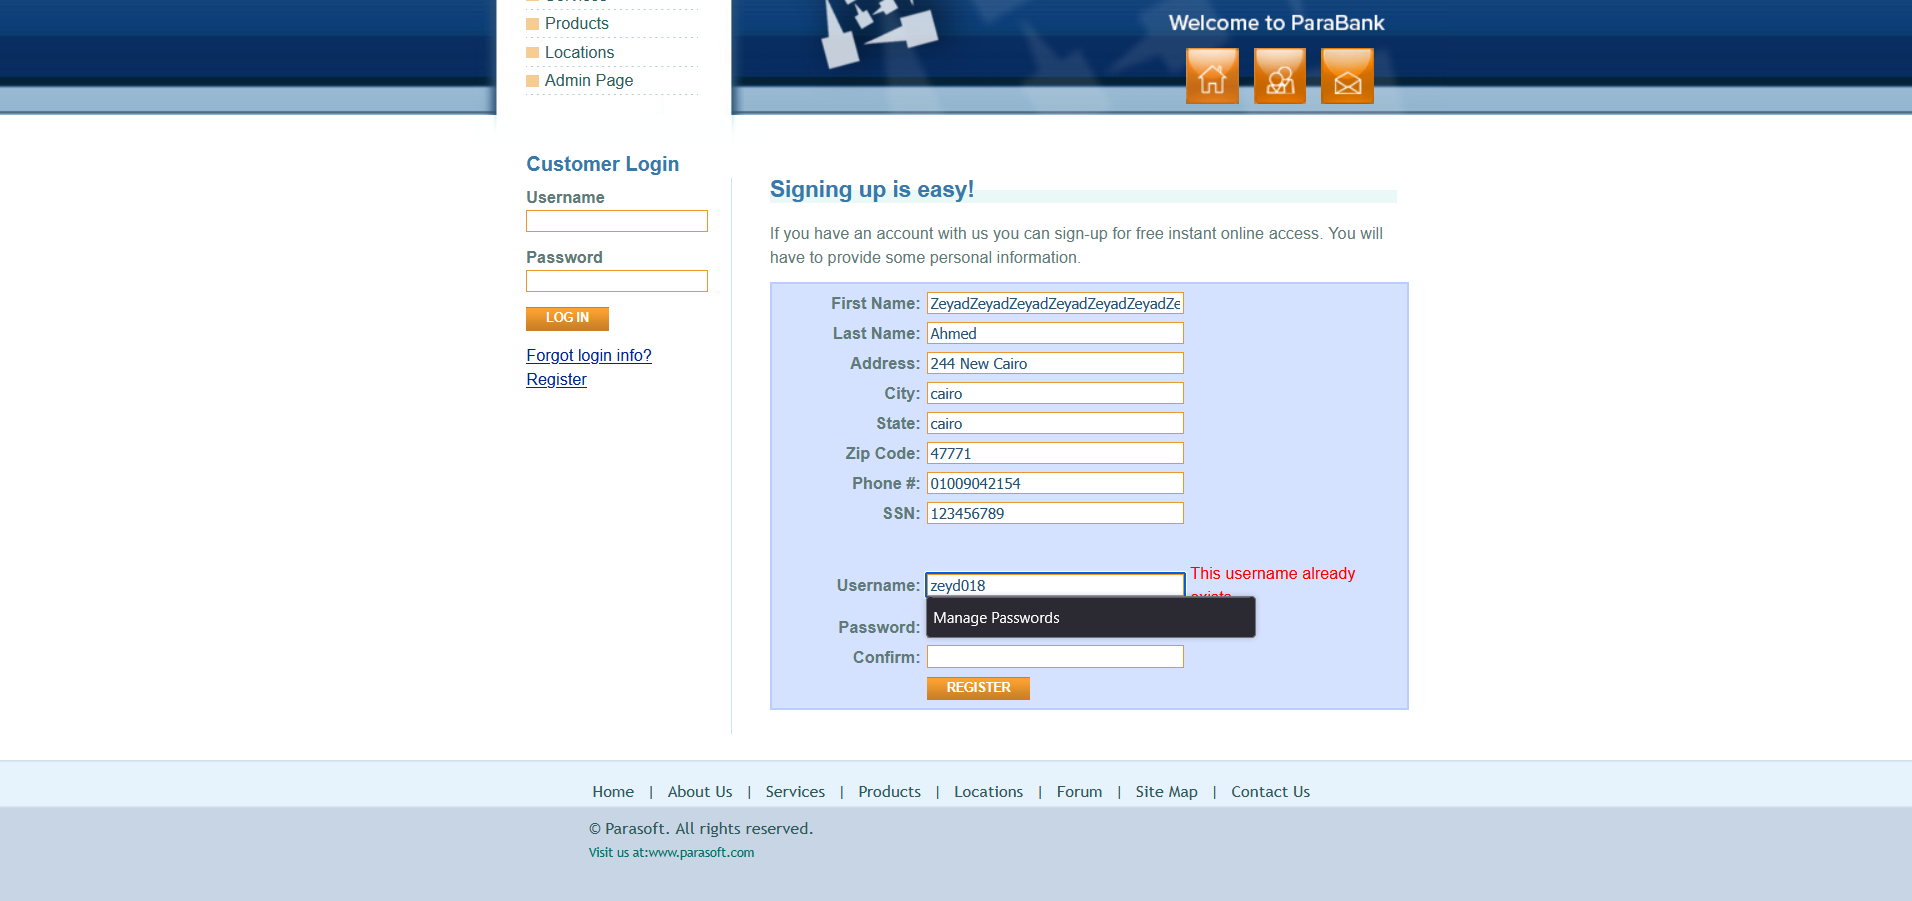 Products
Locations
Admin Page
Welcome to ParaBank
Customer Login
Username
Password
LOG IN
Forgot login info?
Register
Signing up is easy!
If you have an account with us you can sign-up for free instant online access. You will
have to provide some personal information.
First Name: ZeyadZeyadZeyadZeyadZeyadZeyadZe
Last Name: Ahmed
Address: 244 New Cairo
City: cairo
State: cairo
Zip Code: 47771
Phone #: 01009042154
SSN: 123456789
Username: zeyd018 This username already
Manage Passwords
Password:
Confirm:
REGISTER
Home | About Us | Services | Products | Locations | Forum | Site Map | Contact Us
© Parasoft. All rights reserved.
Visit us at:www.parasoft.com